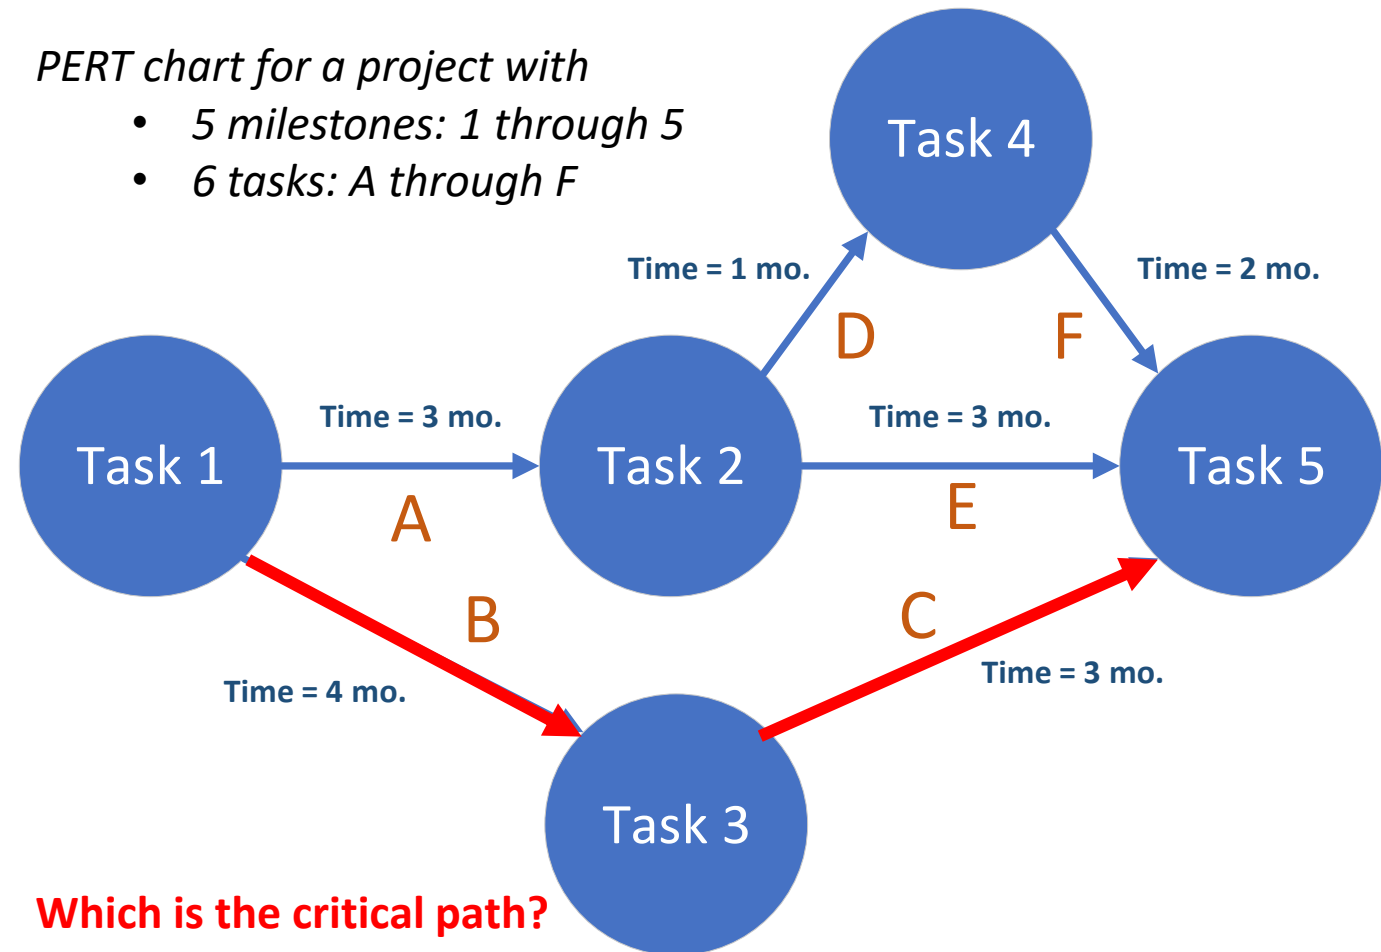 PERT chart for a project with
• 5 milestones: 1 through 5
• 6 tasks: A through F
Task 4
Time = 1 mo.
Time = 2 mo.
D
F
Time = 3 mo.
Time = 3 mo.
Task 1
Task 2
Task 5
A
E
B
C
Time = 4 mo.
Time = 3 mo.
Task 3
Which is the critical path?